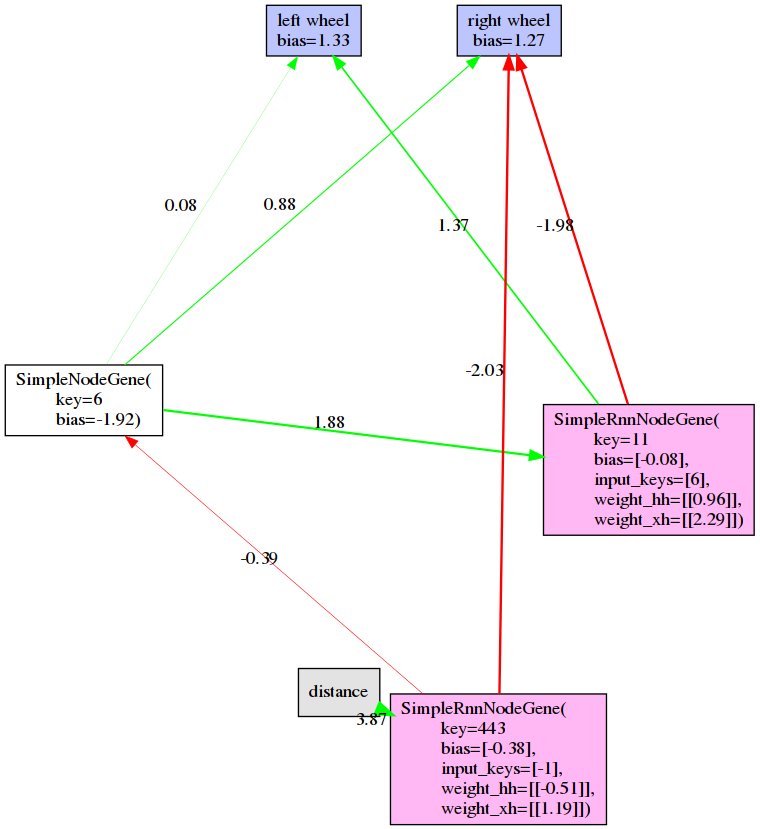 left wheel
bias=1.33
right wheel
bias=1.27
0.08
0.88
1.37
-1.98
-2.03
SimpleNodeGene(
key=6
bias=-1.92)
1.88
SimpleRnnNodeGene(
key=11
bias=[-0.08],
input_keys=[6],
weight_hh=[[0.96]],
weight_xh=[[2.29]])
-0.39
distance
3.87
SimpleRnnNodeGene(
key=443
bias=[-0.38],
input_keys=[-1],
weight_hh=[[-0.51]],
weight_xh=[[1.19]])